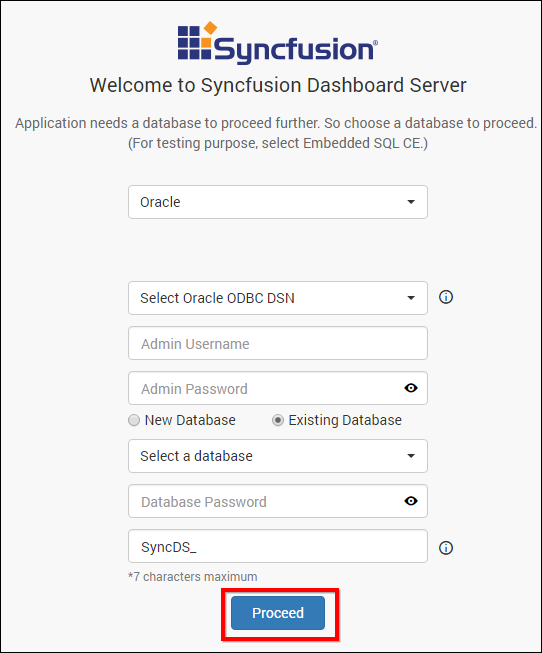 Syncfusion®
Welcome to Syncfusion Dashboard Server
Application needs a database to proceed further. So choose a database to proceed.
(For testing purpose, select Embedded SQL CE.)
Oracle
Select Oracle ODBC DSN
Admin Username
Admin Password
New Database Existing Database
Select a database
Database Password
SyncDS_
*7 characters maximum
Proceed